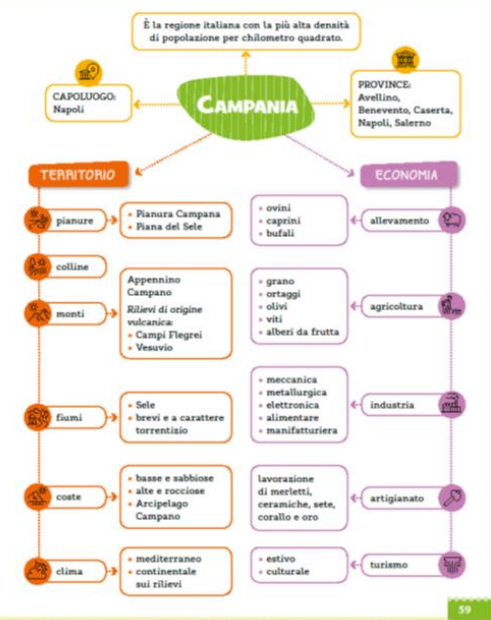 È la regione italiana con la più alta densità
di popolazione per chilometro quadrato.
CAPOLUOGO:
Napoli
CAMPANIA
PROVINCE:
Avellino,
Benevento, Caserta,
Napoli, Salerno
TERRITORIO
pianure
• Pianura Campana
• Piana del Sele
colline
monti
Appennino
Campano
Rilievi di origine
vulcanica:
• Campi Flegrei
• Vesuvio
fiumi
• Sele
• brevi e a carattere
torrentizio
coste
• basse e sabbiose
• alte e rocciose
• Arcipelago
Campano
clima
• mediterraneo
• continentale
sui rilievi
ECONOMIA
• ovini
• caprini
• bufali
allevamento
• grano
• ortaggi
• olivi
• viti
• alberi da frutta
agricoltura
• meccanica
• metallurgica
• elettronica
• alimentare
• manifatturiera
industria
lavorazione
di merletti,
ceramiche, sete,
corallo e oro
artigianato
• estivo
• culturale
turismo
59